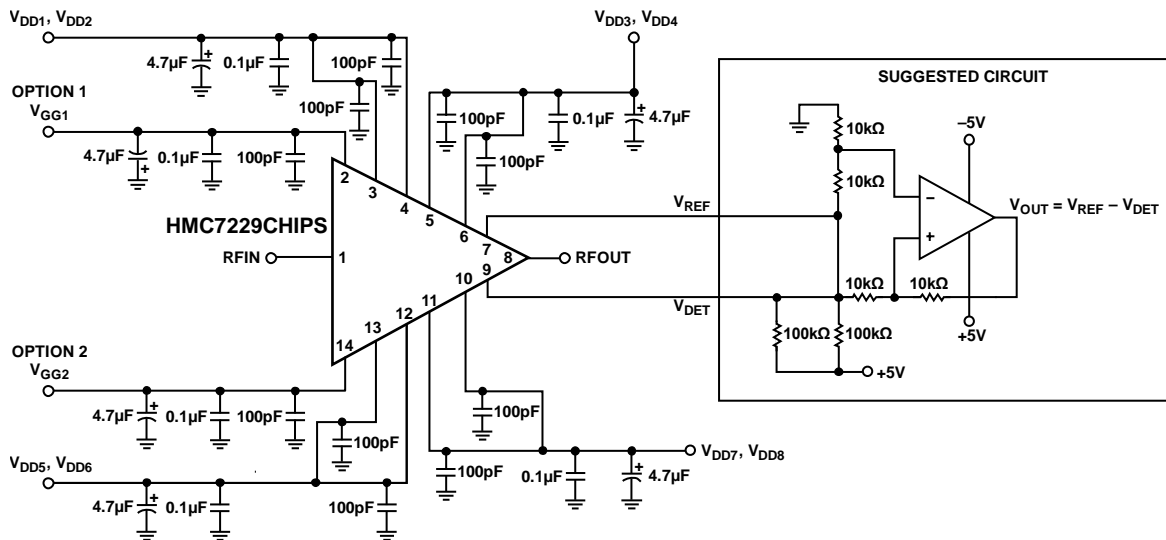 VDD1, VDD2
4.7µF
+
0.1µF
100pF
100pF
OPTION 1
VGG1
4.7µF
+
0.1µF
100pF
VDD3, VDD4
100pF
100pF
0.1µF
+
4.7µF
HMC7229CHIPS
RFIN
1
2
3
4
5
6
7
8
9
10
11
12
13
14
RFOUT
VREF
VDET
SUGGESTED CIRCUIT
10kΩ
10kΩ
–5V
−
+
VOUT = VREF – VDET
10kΩ
10kΩ
100kΩ
100kΩ
+5V
+5V
OPTION 2
VGG2
4.7µF
+
0.1µF
100pF
100pF
100pF
VDD5, VDD6
4.7µF
+
0.1µF
100pF
100pF
0.1µF
+
4.7µF
VDD7, VDD8